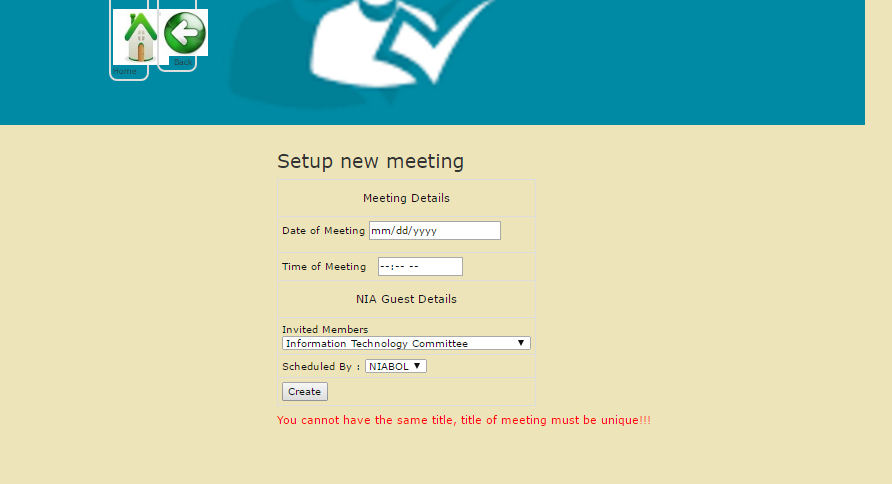 Home
Back
Setup new meeting
Meeting Details
Date of Meeting mm/dd/yyyy
Time of Meeting --:-- --
NIA Guest Details
Invited Members
Information Technology Committee
Scheduled By : NIABOL
Create
You cannot have the same title, title of meeting must be unique!!!